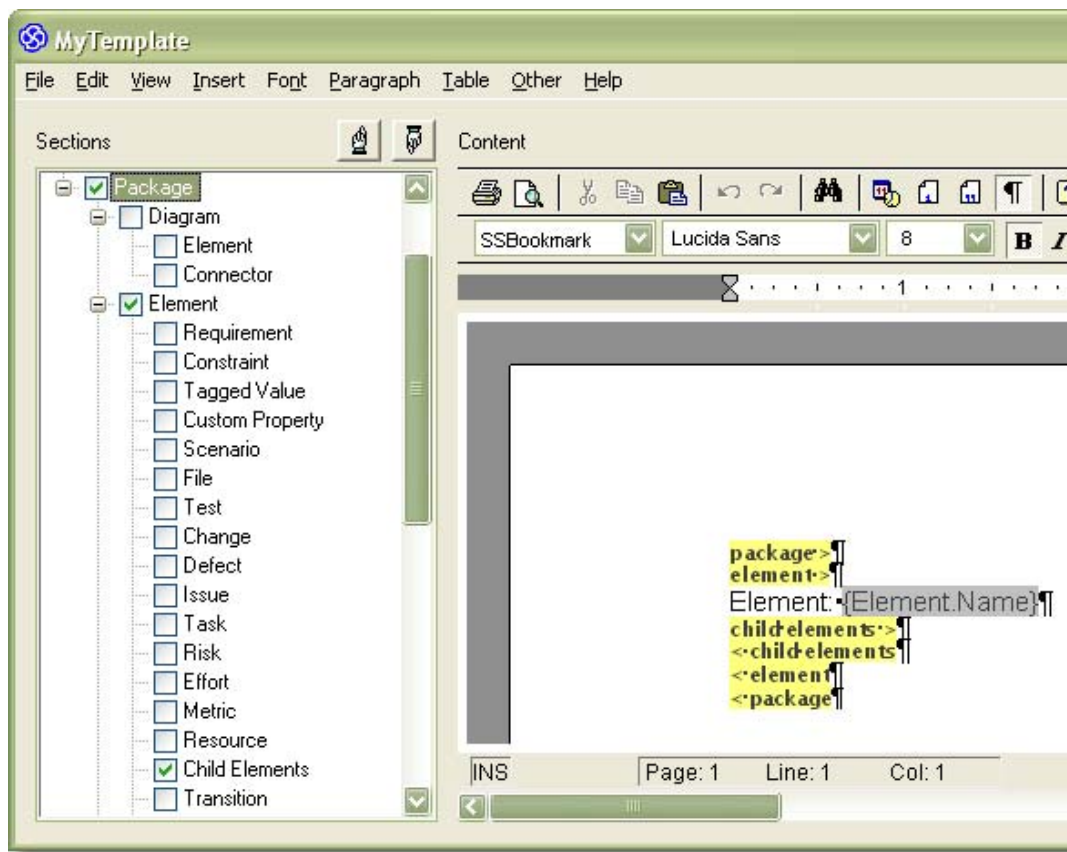 MyTemplate
File Edit View Insert Font Paragraph Table Other Help
Sections
Content
Package
Diagram
Element
Connector
Element
Requirement
Constraint
Tagged Value
Custom Property
Scenario
File
Test
Change
Defect
Issue
Task
Risk
Effort
Metric
Resource
Child Elements
Transition
SSBookmark Lucida Sans 8 B I
1
package >¶
element >¶
Element: {Element.Name}¶
child elements >¶
< child elements¶
< element¶
< package¶
INS Page: 1 Line: 1 Col: 1